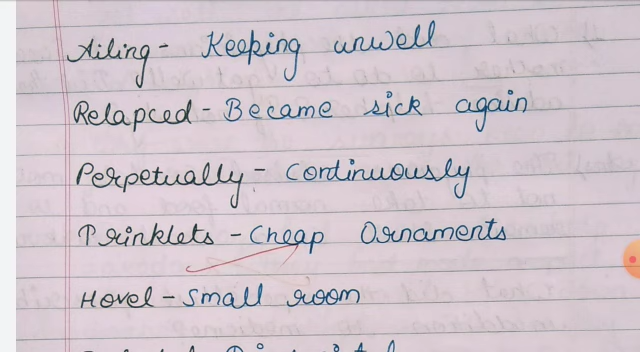 Ailing - Keeping unwell
Relapced - Became sick again
Perpetually - Continuously
Trinklets - Cheap Ornaments
Hovel - Small room